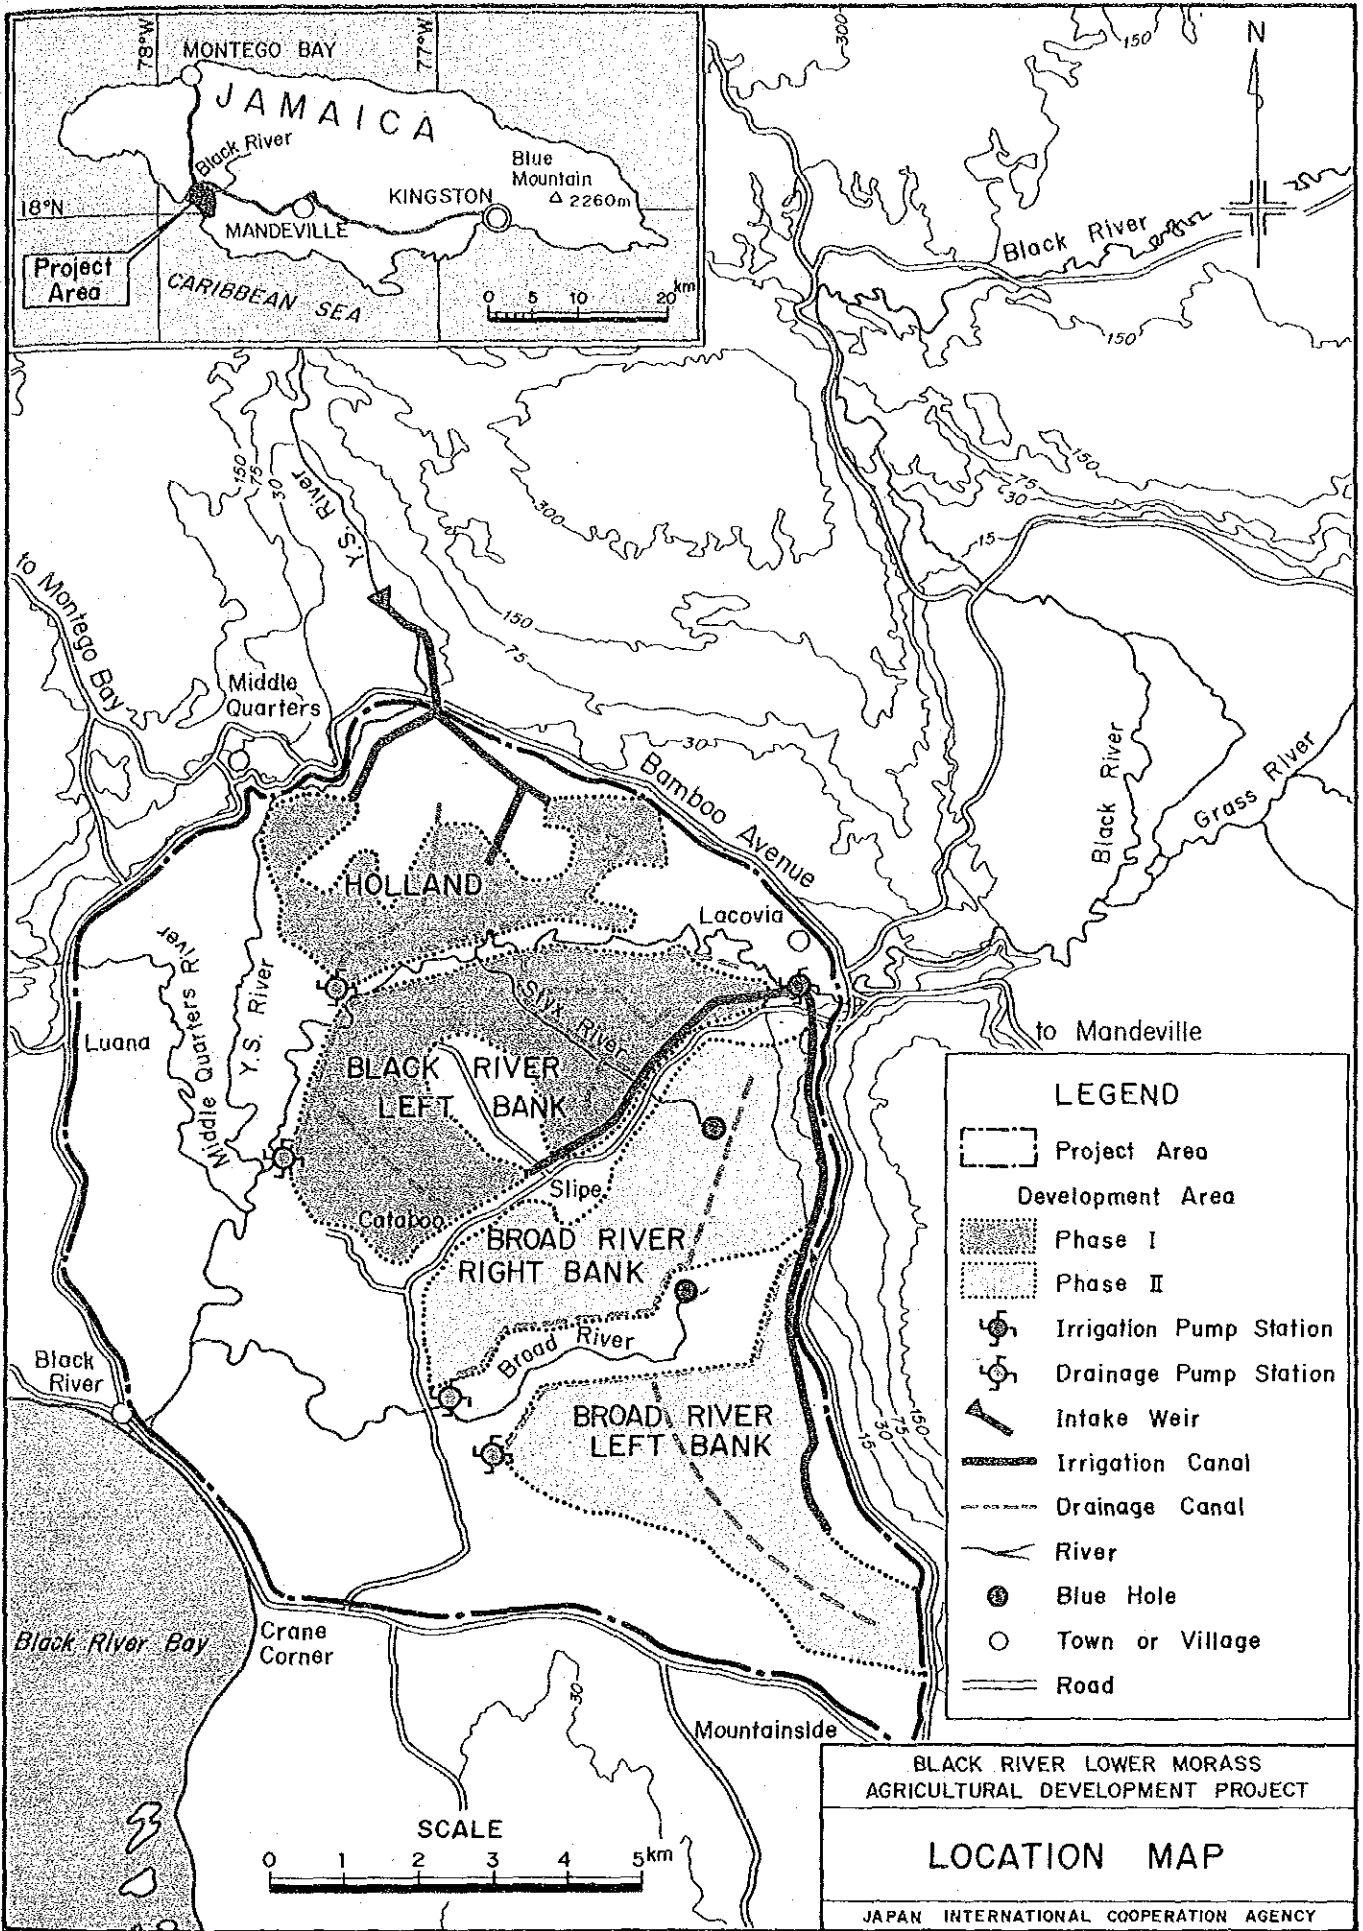 78°W
77°W
MONTEGO BAY
JAMAICA
Black River
Blue
Mountain
△ 2260m
KINGSTON
18°N
MANDEVILLE
Project
Area
CARIBBEAN SEA
0 5 10 20 km
300
150
N
Black River
150
150
75
30
Y.S. River
300
150
75
30
15
150
75
30
to Montego Bay
Middle
Quarters
30
Bamboo Avenue
Black River
Grass River
HOLLAND
Lacovia
Middle Quarters River
Y.S. River
Styx River
Luana
to Mandeville
BLACK RIVER
LEFT BANK
Slipe
Cataboo
BROAD RIVER
RIGHT BANK
Broad River
Black
River
BROAD RIVER
LEFT BANK
15
30
75
150
Black River Bay
Crane
Corner
30
Mountainside
LEGEND
Project Area
Development Area
Phase I
Phase II
Irrigation Pump Station
Drainage Pump Station
Intake Weir
Irrigation Canal
Drainage Canal
River
Blue Hole
Town or Village
Road
SCALE
0 1 2 3 4 5 km
BLACK RIVER LOWER MORASS
AGRICULTURAL DEVELOPMENT PROJECT
LOCATION MAP
JAPAN INTERNATIONAL COOPERATION AGENCY